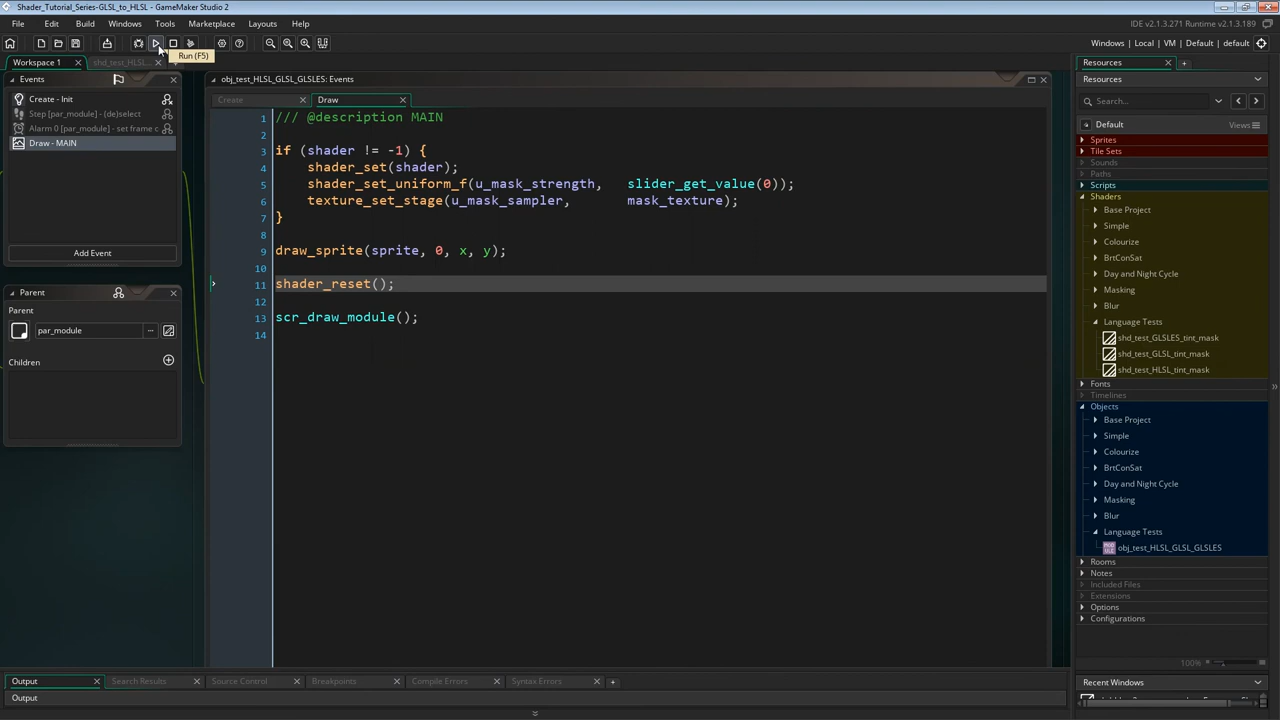 Shader_Tutorial_Series-GLSL_to_HLSL - GameMaker Studio 2
File Edit Build Windows Tools Marketplace Layouts Help
IDE v2.1.3.271 Runtime v2.1.3.189
Run (F5)
Windows | Local | VM | Default | default
Workspace 1
shd_test_HLSL...
Events
Create - Init
Step [par_module] - (de)select
Alarm 0 [par_module] - set frame c
Draw - MAIN
Add Event
Parent
Parent
par_module
...
Children
obj_test_HLSL_GLSL_GLSLES: Events
Create
Draw
1 /// @description MAIN
2
3 if (shader != -1) {
4 shader_set(shader);
5 shader_set_uniform_f(u_mask_strength, slider_get_value(0));
6 texture_set_stage(u_mask_sampler, mask_texture);
7 }
8
9 draw_sprite(sprite, 0, x, y);
10
11 shader_reset();
12
13 scr_draw_module();
14
Resources
Resources
Search...
Default
Views
Sprites
Tile Sets
Sounds
Paths
Scripts
Shaders
Base Project
Simple
Colourize
BrtConSat
Day and Night Cycle
Masking
Blur
Language Tests
shd_test_GLSLES_tint_mask
shd_test_GLSL_tint_mask
shd_test_HLSL_tint_mask
Fonts
Timelines
Objects
Base Project
Simple
Colourize
BrtConSat
Day and Night Cycle
Masking
Blur
Language Tests
obj_test_HLSL_GLSL_GLSLES
Rooms
Notes
Included Files
Extensions
Options
Configurations
100%
Recent Windows
Output
Search Results
Source Control
Breakpoints
Compile Errors
Syntax Errors
Output